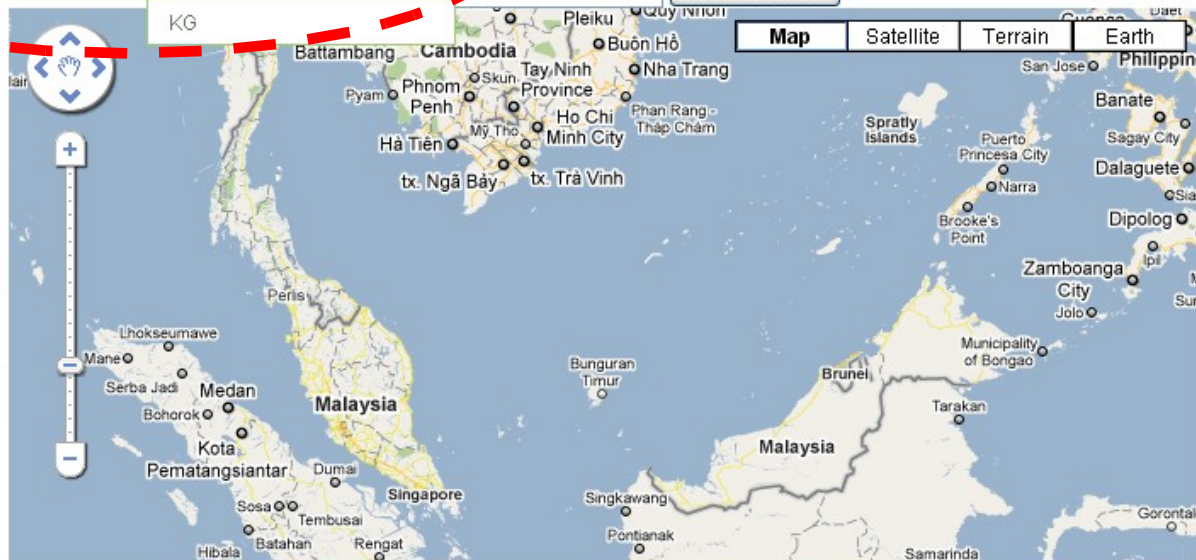 KG
Pleiku
Quy Nhon
Daet
Battambang
Cambodia
Buôn Hồ
Map
Satellite
Terrain
Earth
San Jose
Philippin
Skun
Tay Ninh
Province
Nha Trang
Pyam
Phnom
Penh
Phan Rang -
Tháp Chàm
Spratly
Islands
Banate
Ho Chi
Minh City
Mỹ Tho
Hà Tiên
Puerto
Princesa City
Sagay City
tx. Ngã Bảy
tx. Trà Vinh
Dalaguete
Narra
Brooke's
Point
Dipolog
Ipil
Zamboanga
City
Perlis
Jolo
Lhokseumawe
Mane
Municipality
of Bongao
Serba Jadi
Medan
Bunguran
Timur
Brunei
Bohorok
Malaysia
Tarakan
Kota
Pematangsiantar
Malaysia
Dumai
Singapore
Singkawang
Sosa
Tembusai
Pontianak
Hibala
Batahan
Rengat
Samarinda